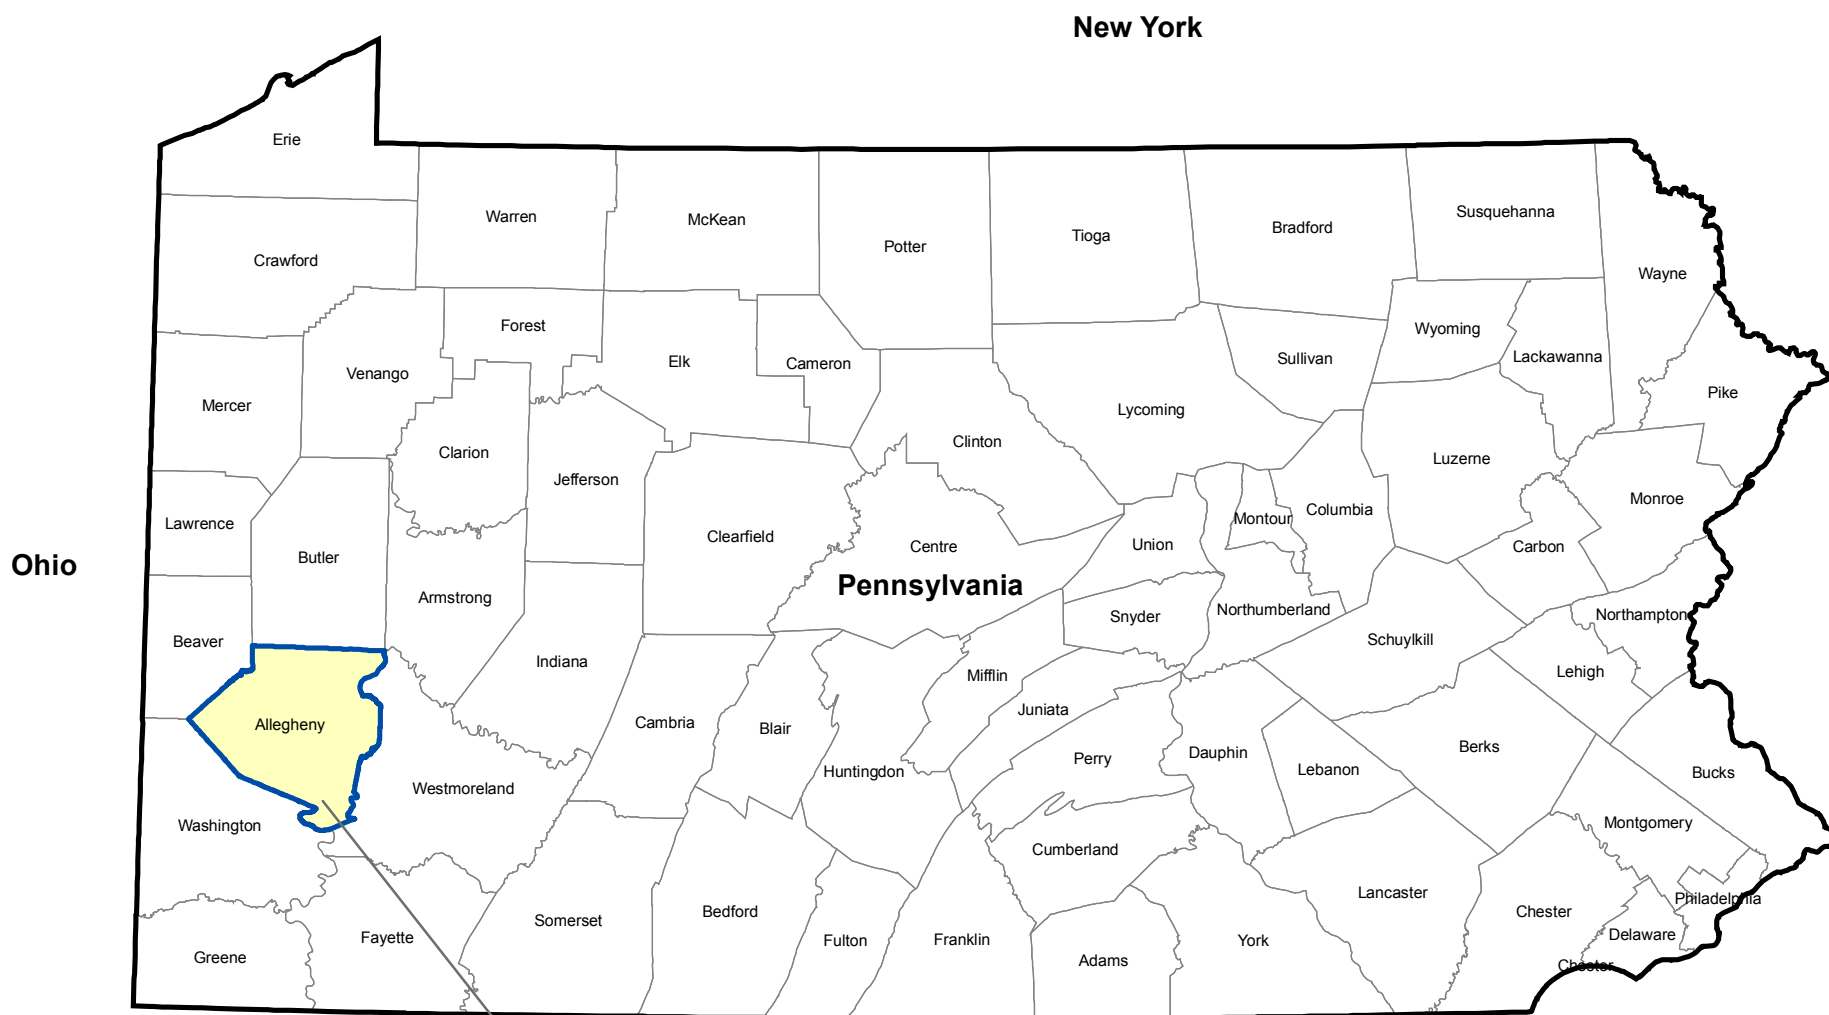 New York
Erie
Warren
McKean
Susquehanna
Bradford
Tioga
Potter
Crawford
Wayne
Forest
Wyoming
Lackawanna
Sullivan
Elk
Cameron
Venango
Pike
Mercer
Lycoming
Clinton
Clarion
Luzerne
Jefferson
Monroe
Columbia
Montour
Lawrence
Clearfield
Union
Centre
Carbon
Butler
Ohio
Pennsylvania
Armstrong
Northumberland
Snyder
Northampton
Beaver
Schuylkill
Indiana
Mifflin
Lehigh
Juniata
Allegheny
Cambria
Blair
Berks
Dauphin
Perry
Lebanon
Huntingdon
Bucks
Westmoreland
Washington
Montgomery
Cumberland
Lancaster
Philadelphia
Bedford
Chester
Somerset
Delaware
Fayette
Fulton
Franklin
York
Greene
Adams
Chester